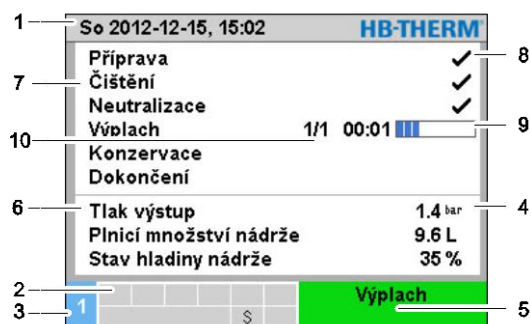 1 So 2012-12-15, 15:02 HB-THERM
Příprava 8
7 Čištění
Neutralizace
Výplach 1/1 00:01 9
10
Konzervace
Dokončení
6 Tlak výstup 1.4 bar 4
Plnicí množství nádrže 9.6 L
Stav hladiny nádrže 35 %
2 Výplach
3 1 S 5